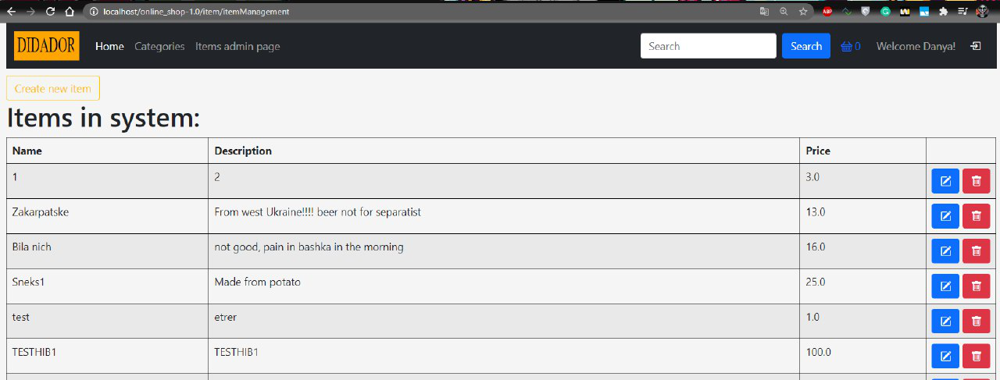 localhost/online_shop-1.0/item/itemManagement
ABP
DIDADOR Home Categories Items admin page Search Search 0 Welcome Danya!
Create new item
Items in system:
Name Description Price
1 2 3.0
Zakarpatske From west Ukraine!!!! beer not for separatist 13.0
Bila nich not good, pain in bashka in the morning 16.0
Sneks1 Made from potato 25.0
test etrer 1.0
TESTHIB1 TESTHIB1 100.0